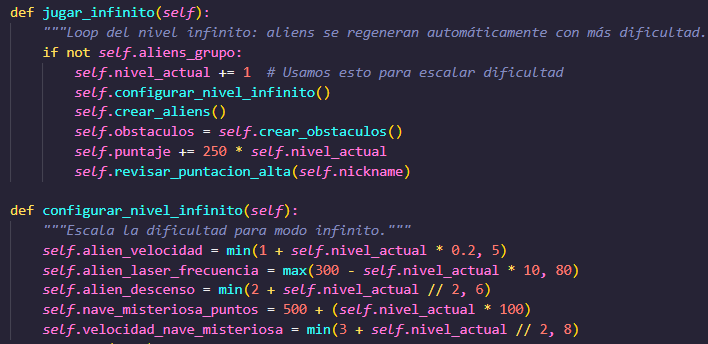 def jugar_infinito(self):
"""Loop del nivel infinito: aliens se regeneran automáticamente con más dificultad.
if not self.aliens_grupo:
self.nivel_actual += 1  # Usamos esto para escalar dificultad
self.configurar_nivel_infinito()
self.crear_aliens()
self.obstaculos = self.crear_obstaculos()
self.puntaje += 250 * self.nivel_actual
self.revisar_puntacion_alta(self.nickname)
def configurar_nivel_infinito(self):
"""Escala la dificultad para modo infinito."""
self.alien_velocidad = min(1 + self.nivel_actual * 0.2, 5)
self.alien_laser_frecuencia = max(300 - self.nivel_actual * 10, 80)
self.alien_descenso = min(2 + self.nivel_actual // 2, 6)
self.nave_misteriosa_puntos = 500 + (self.nivel_actual * 100)
self.velocidad_nave_misteriosa = min(3 + self.nivel_actual // 2, 8)